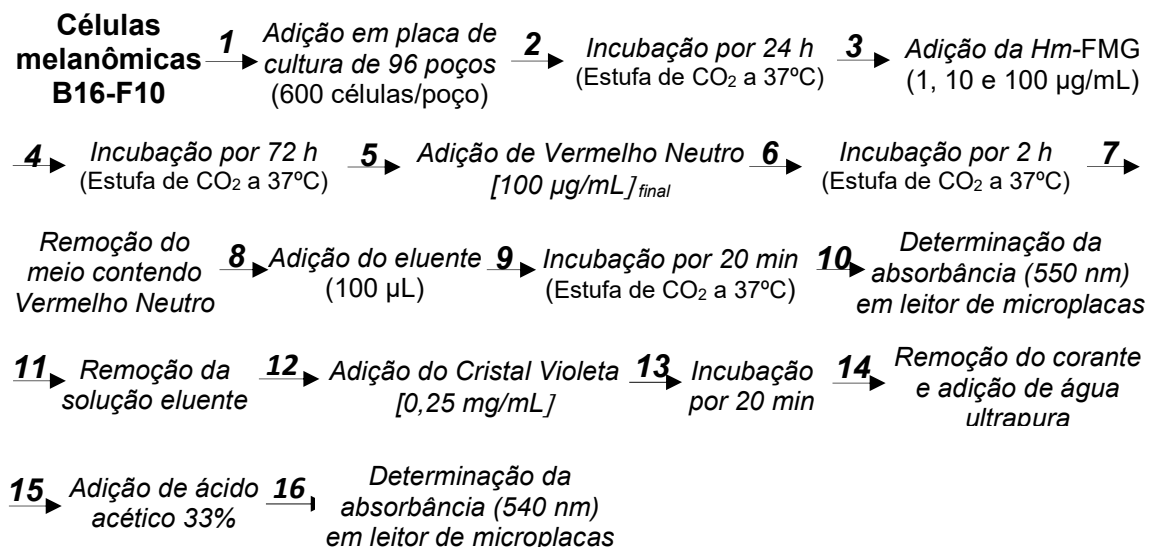 Células melanômicas B16-F10
1
Adição em placa de cultura de 96 poços (600 células/poço)
2
Incubação por 24 h (Estufa de CO₂ a 37ºC)
3
Adição da Hm-FMG (1, 10 e 100 µg/mL)
4
Incubação por 72 h (Estufa de CO₂ a 37ºC)
5
Adição de Vermelho Neutro [100 µg/mL] final
6
Incubação por 2 h (Estufa de CO₂ a 37ºC)
7
Remoção do meio contendo Vermelho Neutro
8
Adição do eluente (100 µL)
9
Incubação por 20 min (Estufa de CO₂ a 37ºC)
10
Determinação da absorbância (550 nm) em leitor de microplacas
11
Remoção da solução eluente
12
Adição do Cristal Violeta [0,25 mg/mL]
13
Incubação por 20 min
14
Remoção do corante e adição de água ultrapura
15
Adição de ácido acético 33%
16
Determinação da absorbância (540 nm) em leitor de microplacas